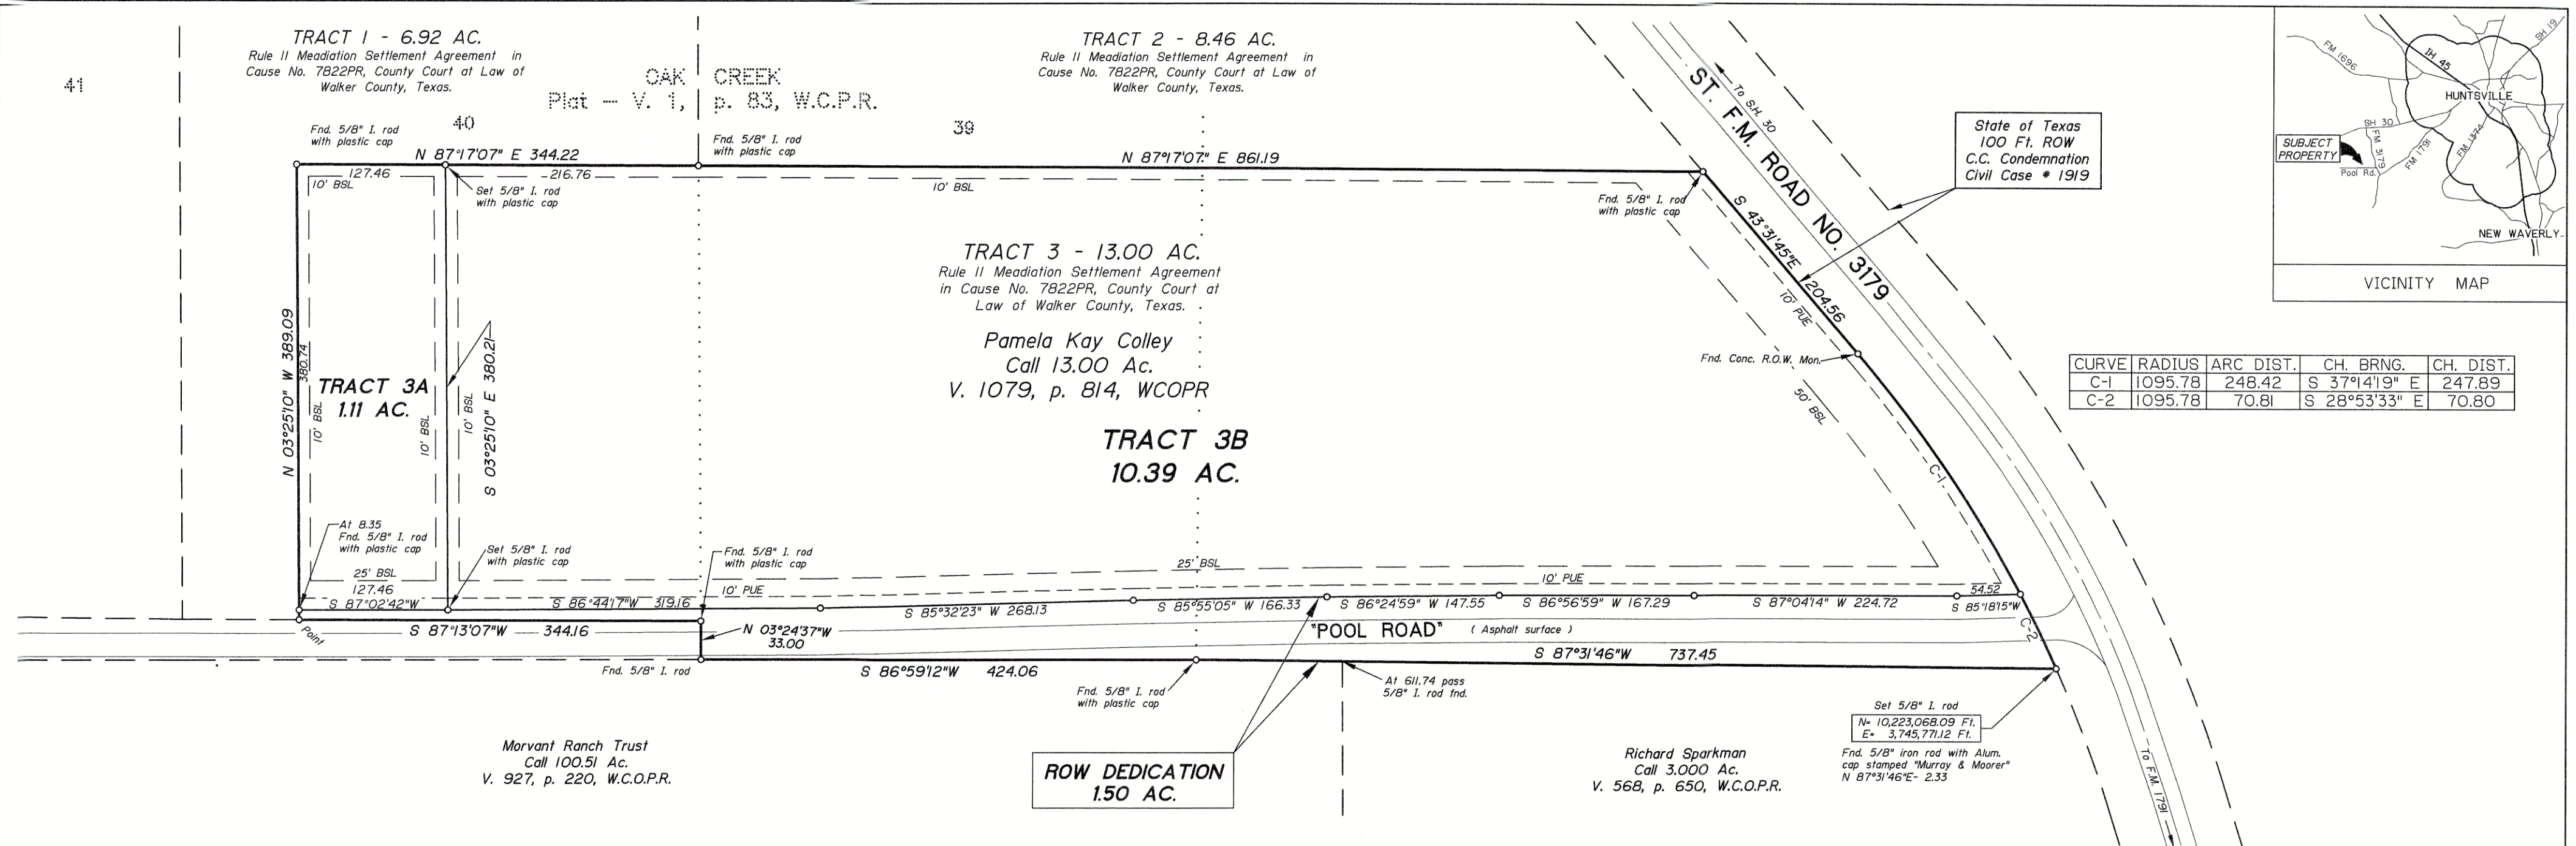 TRACT 1 - 6.92 AC.
Rule II Meadiation Settlement Agreement in
Cause No. 7822PR, County Court at Law of
Walker County, Texas.
TRACT 2 - 8.46 AC.
Rule II Meadiation Settlement Agreement in
Cause No. 7822PR, County Court at Law of
Walker County, Texas.
41
OAK CREEK
Plat - V. 1, p. 83, W.C.P.R.
40
39
Fnd. 5/8" I. rod
with plastic cap
N 87°17'07" E 344.22
Fnd. 5/8" I. rod
with plastic cap
N 87°17'07" E 861.19
127.46
10' BSL
216.76
Set 5/8" I. rod
with plastic cap
10' BSL
Fnd. 5/8" I. rod
with plastic cap
To S.H. 30
ST. F.M. ROAD NO. 3179
State of Texas
100 Ft. ROW
C.C. Condemnation
Civil Case # 1919
S 43°31'45"E 204.56
10' PUE
Fnd. Conc. R.O.W. Mon.
50' BSL
C-1
TRACT 3 - 13.00 AC.
Rule II Meadiation Settlement Agreement
in Cause No. 7822PR, County Court at
Law of Walker County, Texas.
Pamela Kay Colley
Call 13.00 Ac.
V. 1079, p. 814, WCOPR
TRACT 3B
10.39 AC.
N 03°25'10" W 389.09
380.74
10' BSL
TRACT 3A
1.11 AC.
10' BSL
10' BSL
S 03°25'10" E 380.21
At 8.35
Fnd. 5/8" I. rod
with plastic cap
Set 5/8" I. rod
with plastic cap
Fnd. 5/8" I. rod
with plastic cap
25' BSL
127.46
S 87°02'42"W
25' BSL
10' PUE
10' PUE
S 86°44'17"W 319.16
S 85°32'23" W 268.13
S 85°55'05" W 166.33
S 86°24'59" W 147.55
S 86°56'59" W 167.29
S 87°04'14" W 224.72
54.52
S 85°18'15"W
Point
S 87°13'07"W 344.16
N 03°24'37"W
33.00
"POOL ROAD" ( Asphalt surface )
C-2
Fnd. 5/8" I. rod
S 86°59'12"W 424.06
S 87°31'46"W 737.45
Fnd. 5/8" I. rod
with plastic cap
At 611.74 pass
5/8" I. rod fnd.
Set 5/8" I. rod
N= 10,223,068.09 Ft.
E= 3,745,771.12 Ft.
Fnd. 5/8" iron rod with Alum.
cap stamped "Murray & Moorer"
N 87°31'46"E- 2.33
To F.M. 1791
Morvant Ranch Trust
Call 100.51 Ac.
V. 927, p. 220, W.C.O.P.R.
ROW DEDICATION
1.50 AC.
Richard Sparkman
Call 3.000 Ac.
V. 568, p. 650, W.C.O.P.R.
FM 1696
IH 45
SH 19
HUNTSVILLE
SH 30
FM 3179
FM 1791
FM 1374
SUBJECT
PROPERTY
Pool Rd.
NEW WAVERLY
VICINITY MAP
CURVE RADIUS ARC DIST. CH. BRNG. CH. DIST.
C-1 1095.78 248.42 S 37°14'19" E 247.89
C-2 1095.78 70.81 S 28°53'33" E 70.80